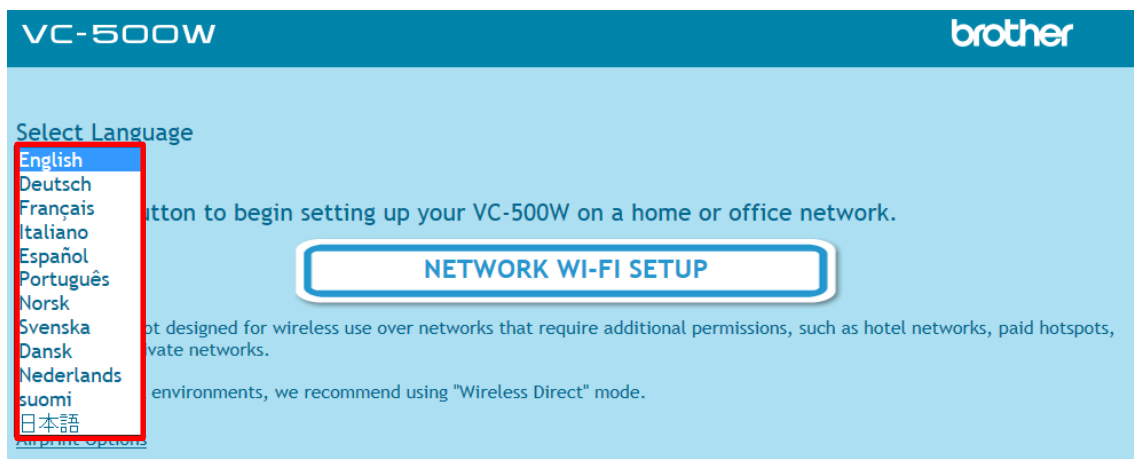 VC-500W
brother
Select Language
English
Deutsch
Français
Italiano
Español
Português
Norsk
Svenska
Dansk
Nederlands
suomi
日本語
to begin setting up your VC-500W on a home or office network.
NETWORK WI-FI SETUP
designed for wireless use over networks that require additional permissions, such as hotel networks, paid hotspots,
networks.
environments, we recommend using "Wireless Direct" mode.
Airprint Options